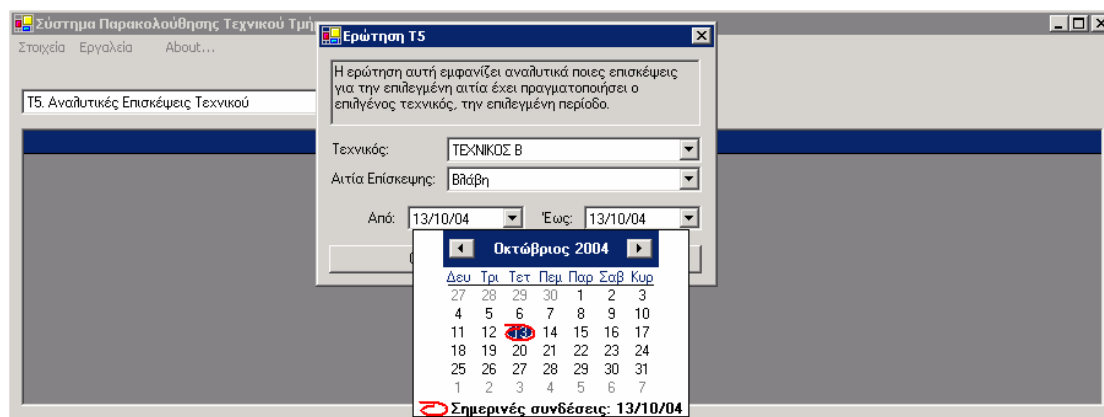 Σύστημα Παρακολούθησης Τεχνικού Τμή
Στοιχεία Εργαλεία About...
Τ5. Αναλυτικές Επισκέψεις Τεχνικού
Ερώτηση Τ5
Η ερώτηση αυτή εμφανίζει αναλυτικά ποιες επισκέψεις
για την επιλεγμένη αιτία έχει πραγματοποιήσει ο
επιλγένος τεχνικός, την επιλεγμένη περίοδο.
Τεχνικός: ΤΕΧΝΙΚΟΣ Β
Αιτία Επίσκεψης: Βλάβη
Από: 13/10/04 Έως: 13/10/04
Οκτώβριος 2004
Δευ Τρι Τετ Πεμ Παρ Σαβ Κυρ
27 28 29 30 1 2 3
4 5 6 7 8 9 10
11 12 13 14 15 16 17
18 19 20 21 22 23 24
25 26 27 28 29 30 31
1 2 3 4 5 6 7
Σημερινές συνδέσεις: 13/10/04